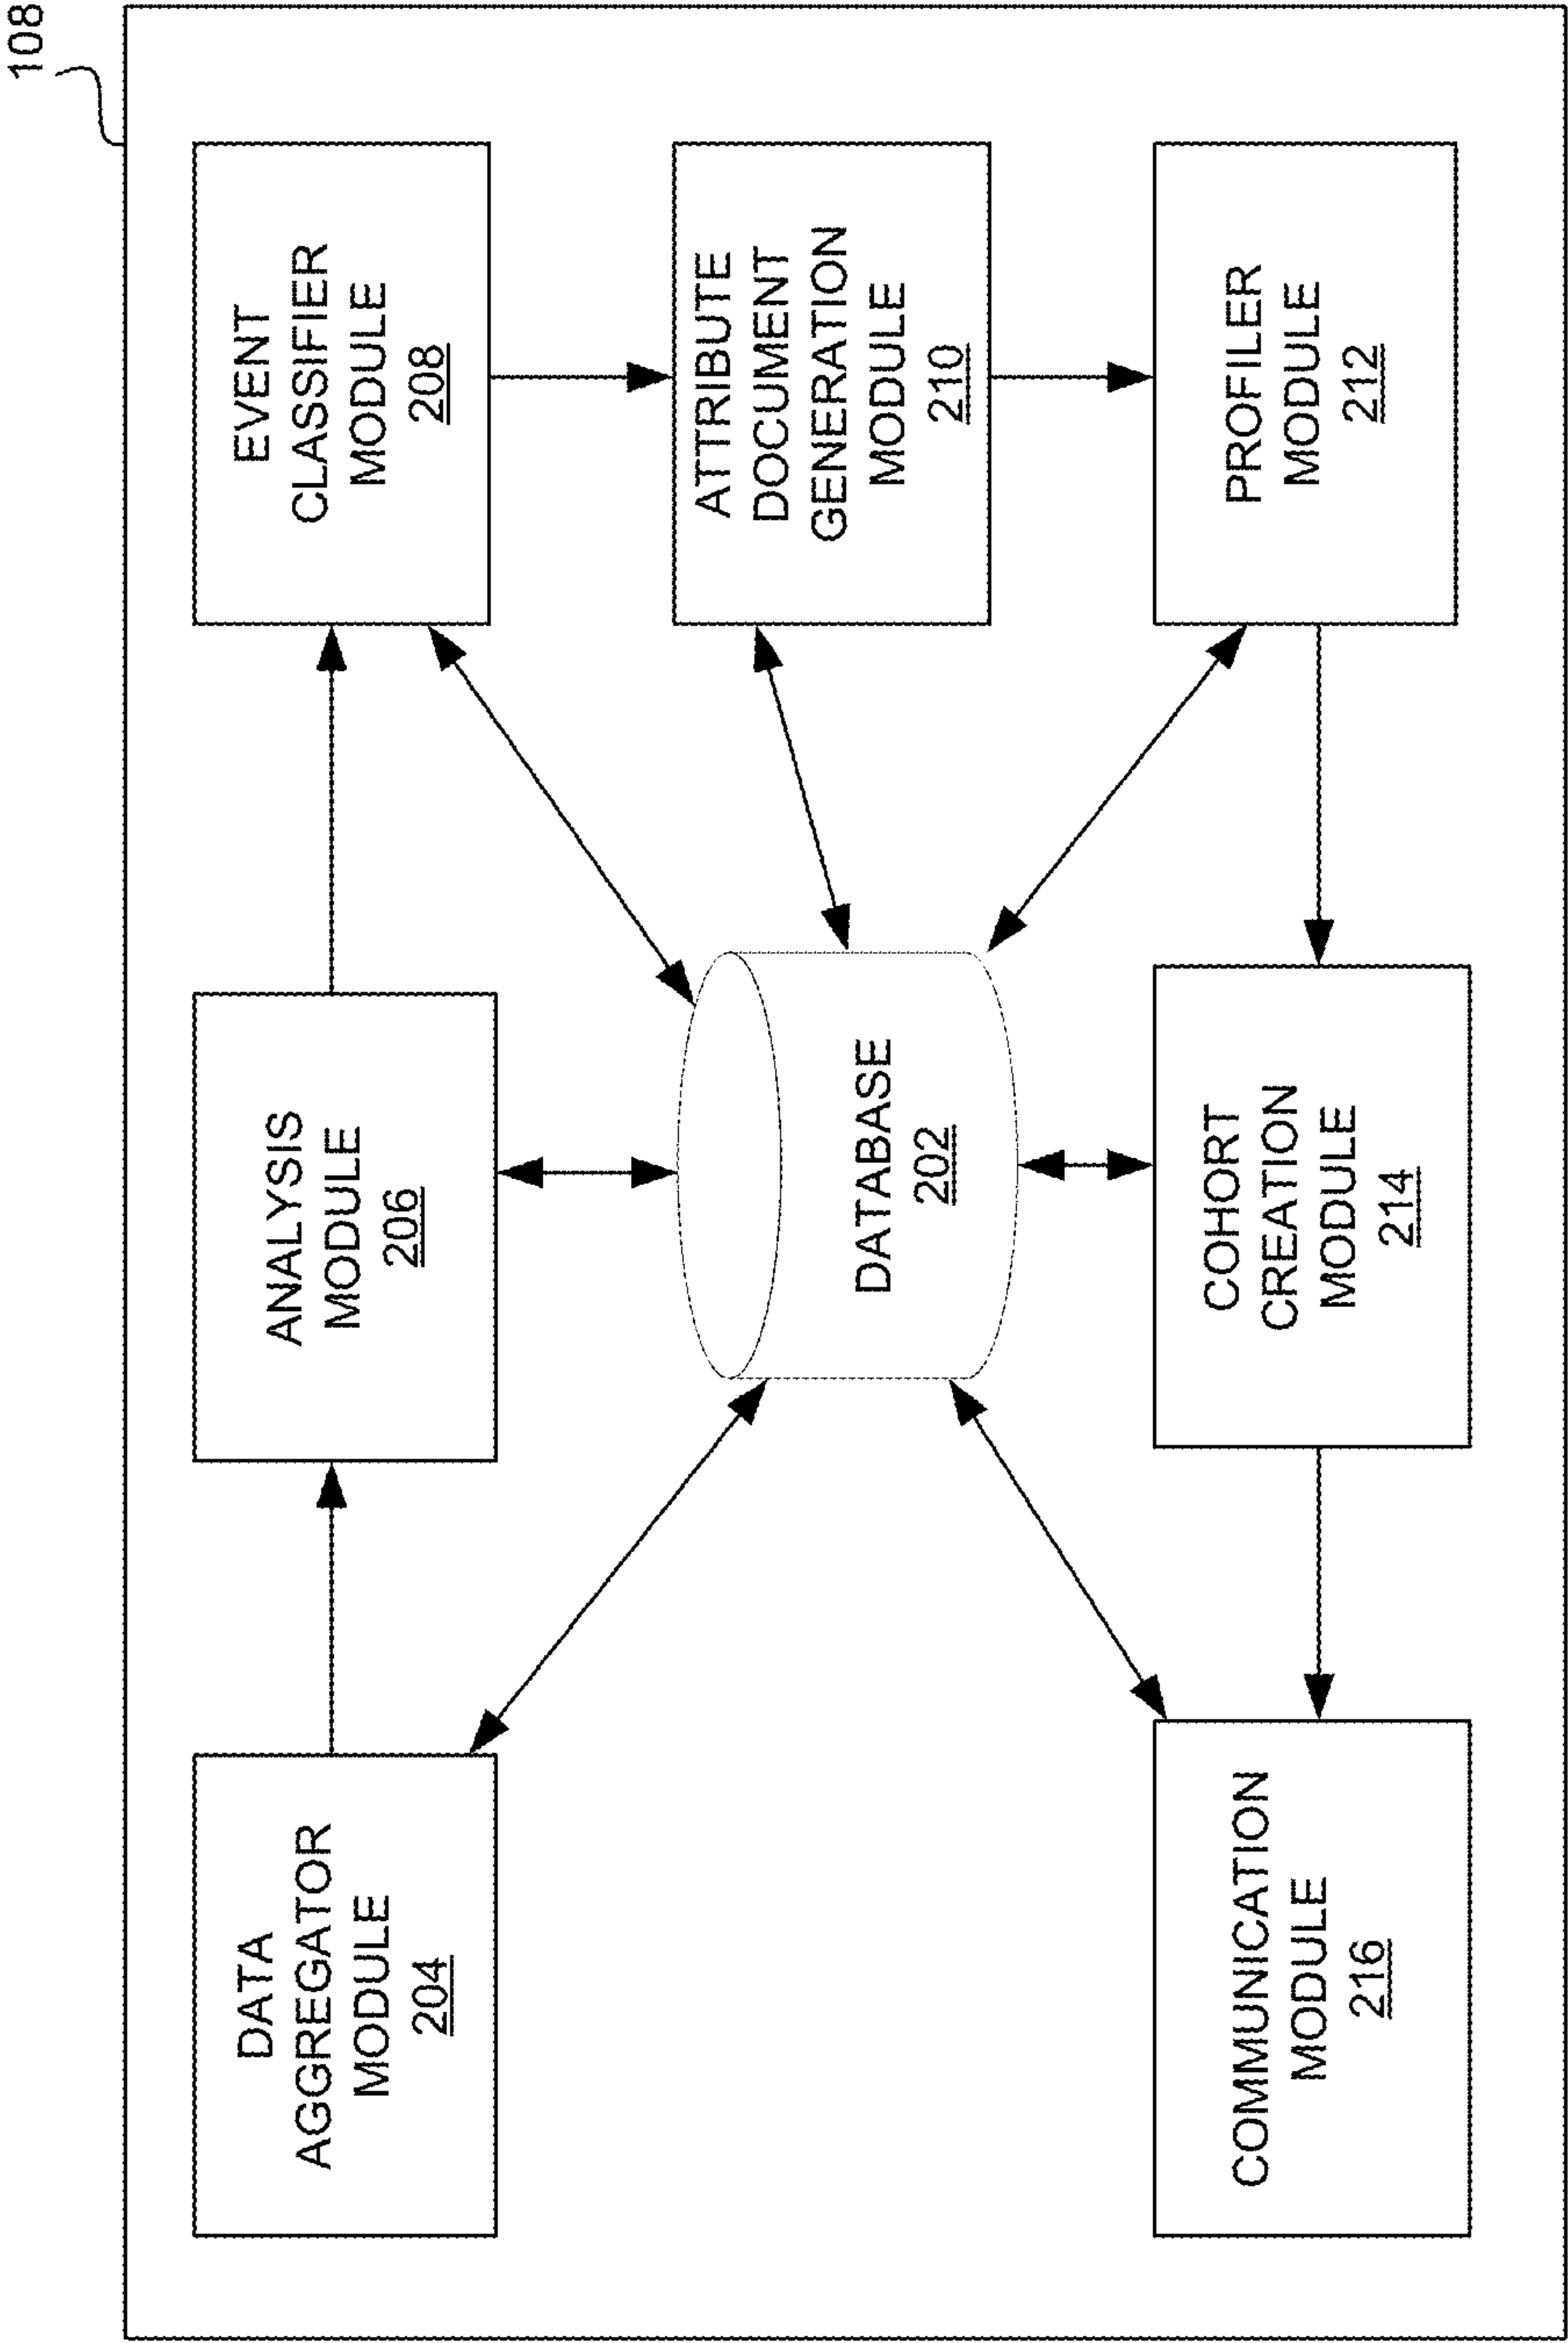 108
DATA
AGGREGATOR
MODULE
204
ANALYSIS
MODULE
206
EVENT
CLASSIFIER
MODULE
208
DATABASE
202
ATTRIBUTE
DOCUMENT
GENERATION
MODULE
210
COMMUNICATION
MODULE
216
COHORT
CREATION
MODULE
214
PROFILER
MODULE
212